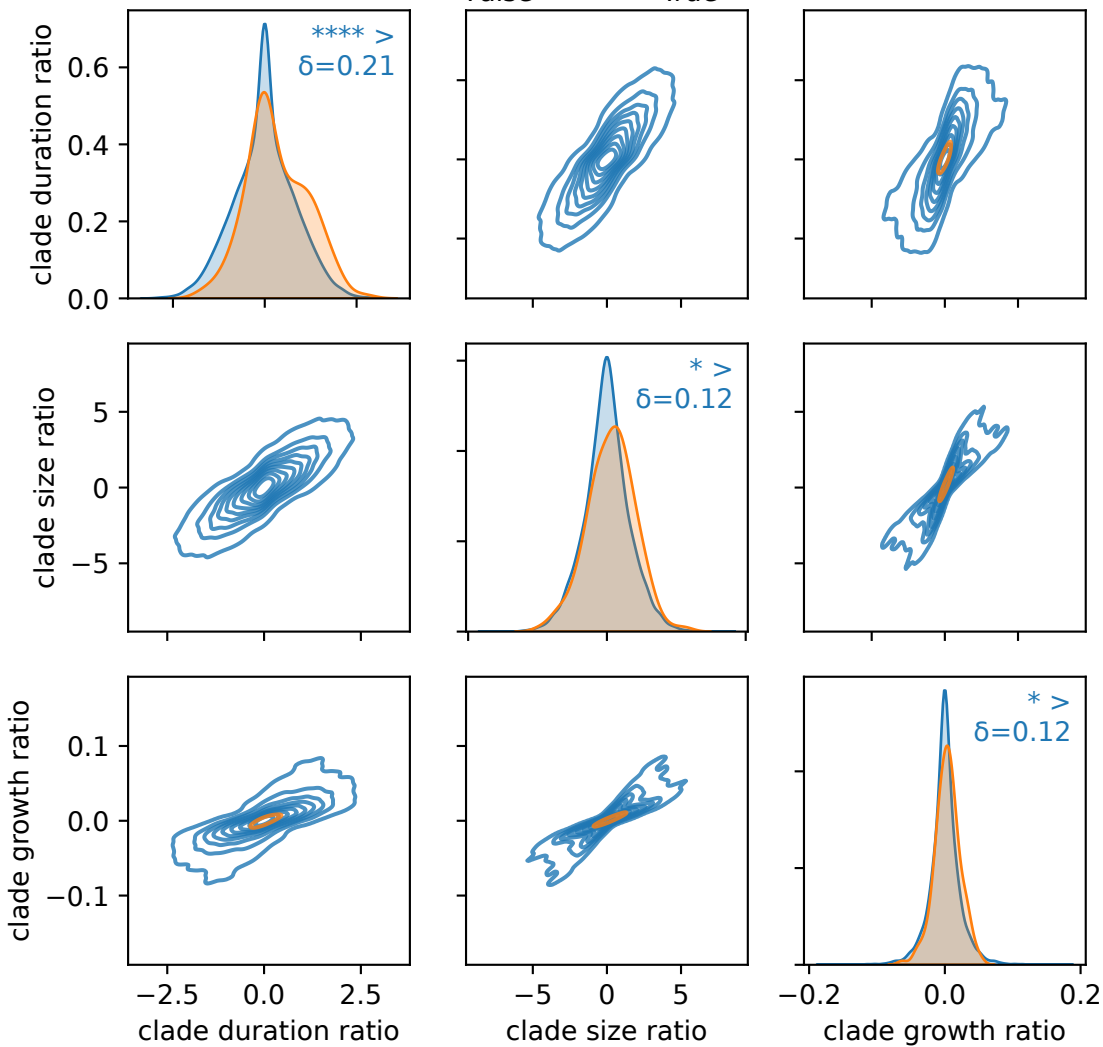 **** >
δ=0.21
clade duration ratio
0.6
0.4
0.2
0.0
* >
δ=0.12
clade size ratio
5
0
−5
* >
δ=0.12
clade growth ratio
0.1
0.0
−0.1
−2.5 0.0 2.5
−5 0 5
−0.2 0.0 0.2
clade duration ratio
clade size ratio
clade growth ratio